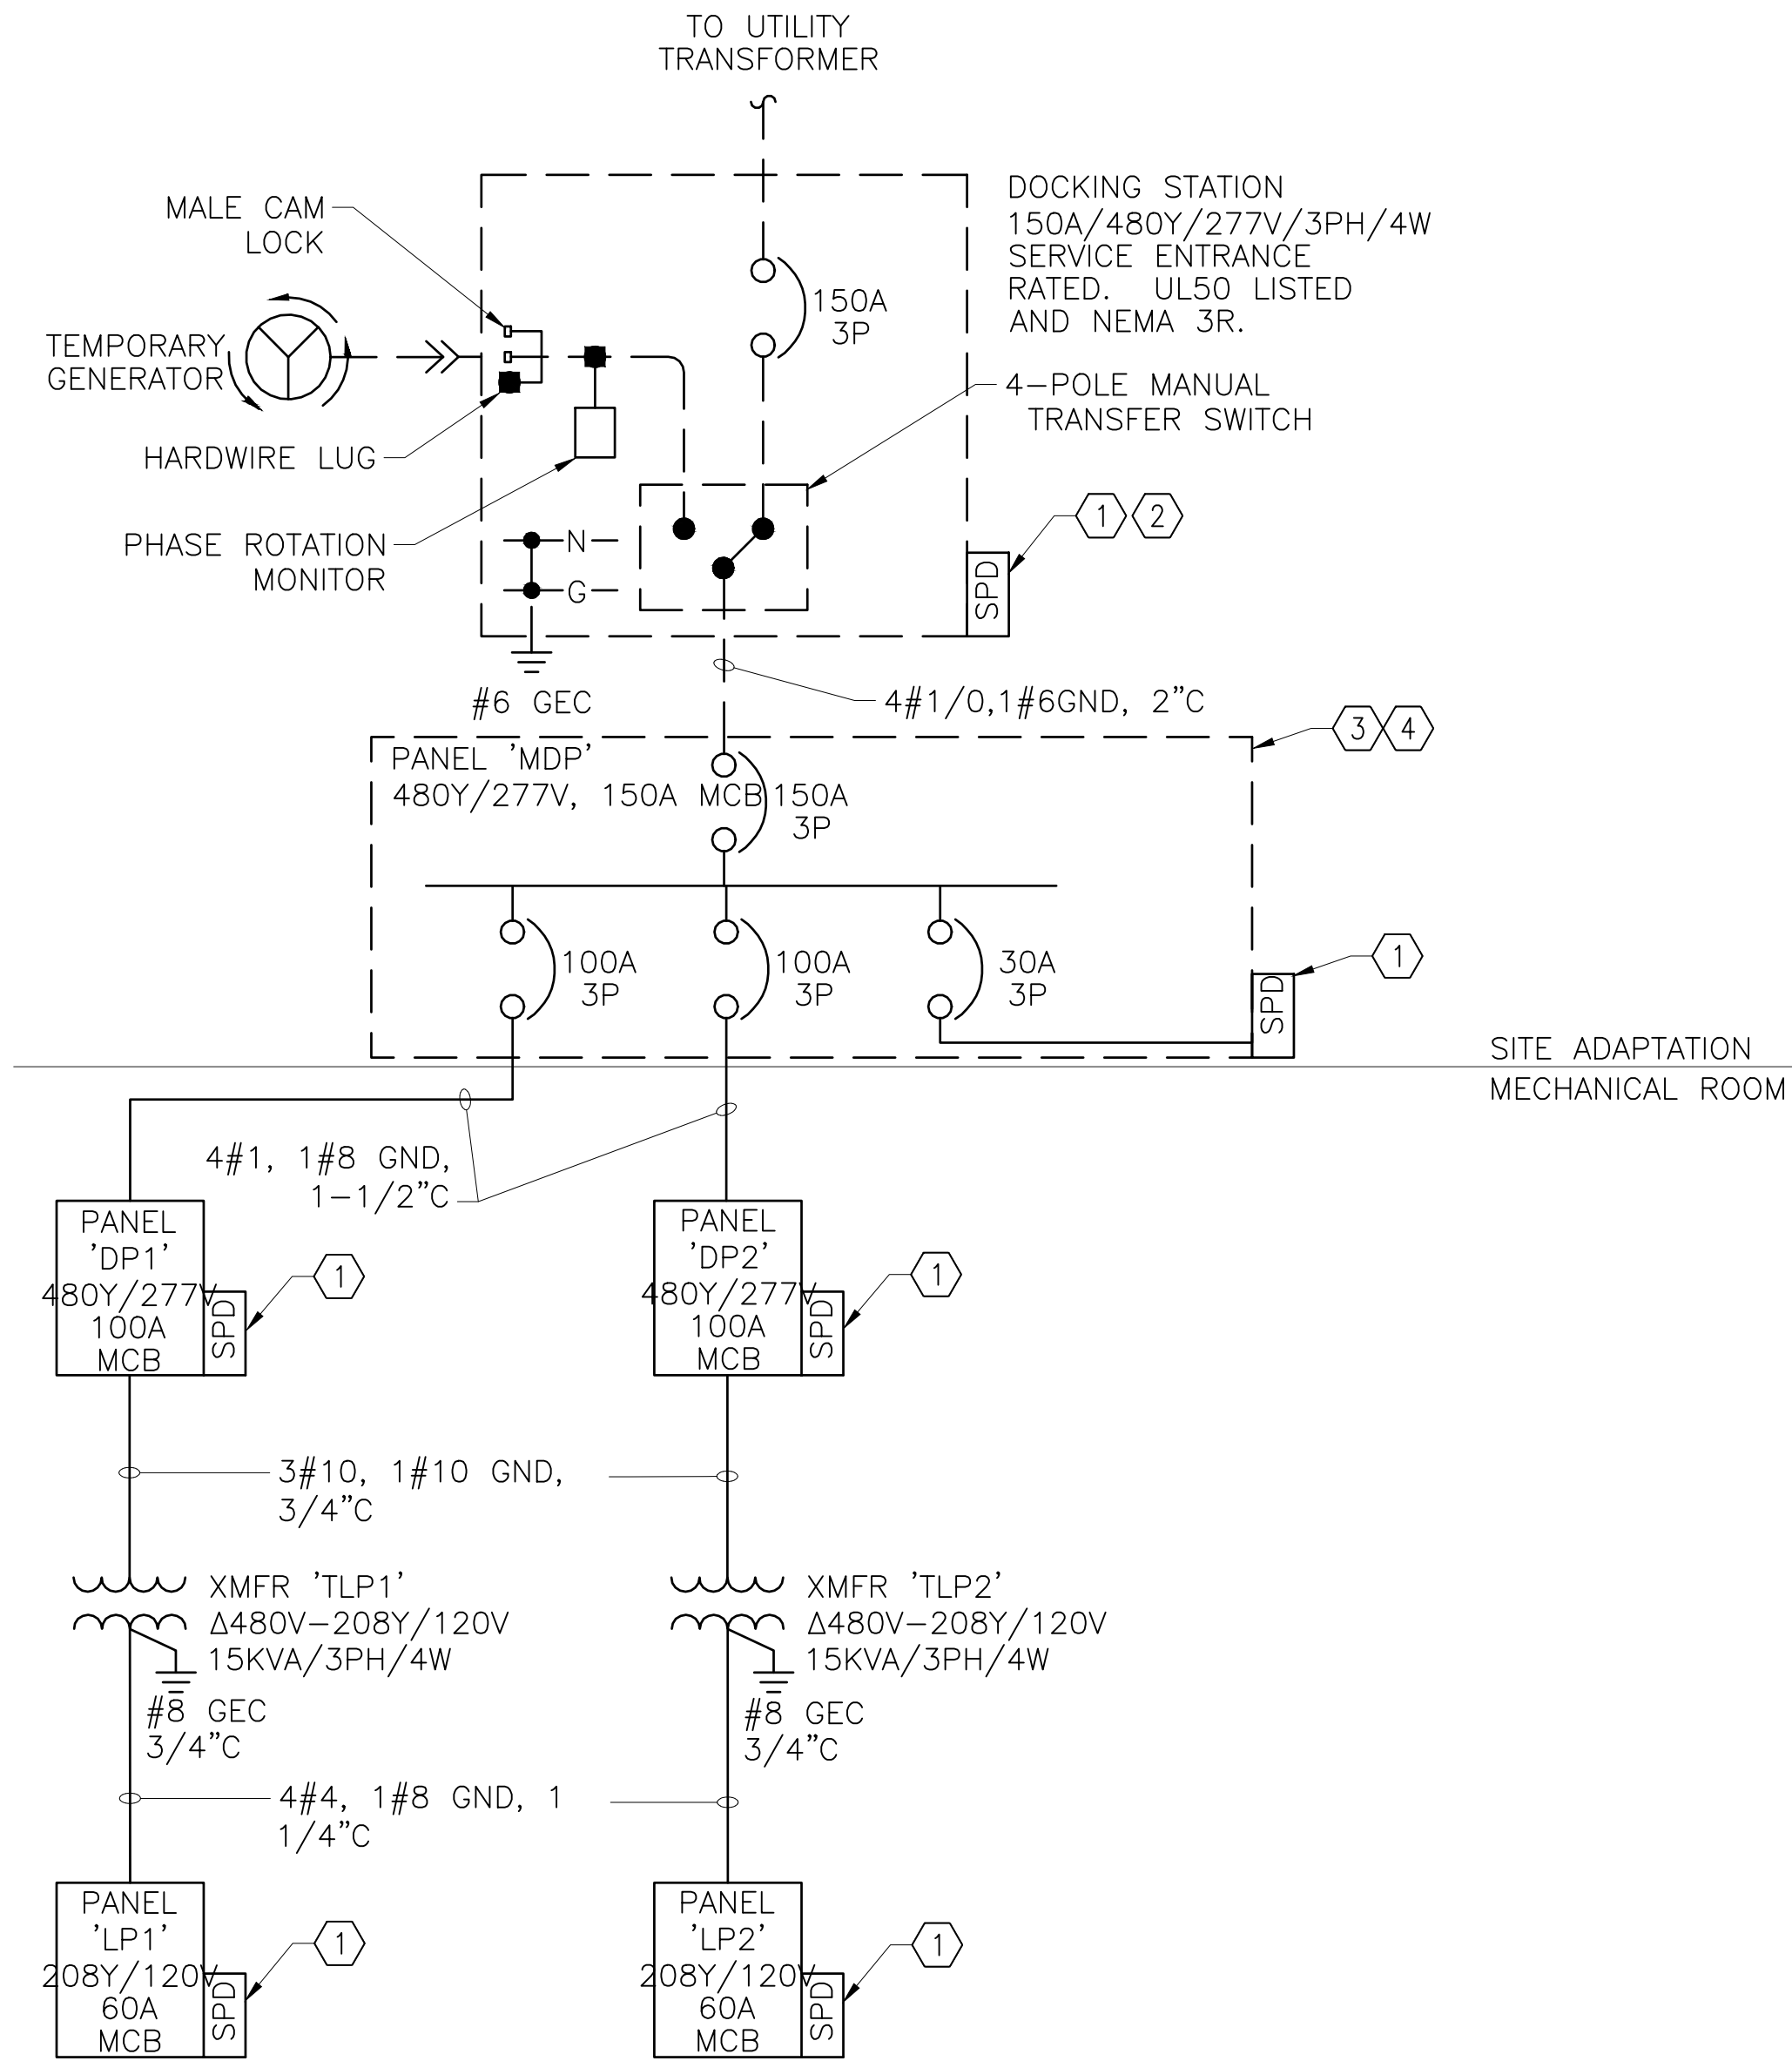 TO UTILITY
TRANSFORMER
MALE CAM
LOCK
DOCKING STATION
150A/480Y/277V/3PH/4W
SERVICE ENTRANCE
RATED. UL50 LISTED
AND NEMA 3R.
150A
3P
TEMPORARY
GENERATOR
4-POLE MANUAL
TRANSFER SWITCH
HARDWIRE LUG
PHASE ROTATION
MONITOR
N
G
1 2
SPD
#6 GEC
4#1/0,1#6GND, 2"C
3 4
PANEL 'MDP'
480Y/277V, 150A MCB
150A
3P
100A
3P
100A
3P
30A
3P
1
SPD
SITE ADAPTATION
MECHANICAL ROOM
4#1, 1#8 GND,
1-1/2"C
PANEL
'DP1'
480Y/277V
100A
MCB
SPD
1
PANEL
'DP2'
480Y/277V
100A
MCB
SPD
1
3#10, 1#10 GND,
3/4"C
XMFR 'TLP1'
Δ480V-208Y/120V
15KVA/3PH/4W
#8 GEC
3/4"C
XMFR 'TLP2'
Δ480V-208Y/120V
15KVA/3PH/4W
#8 GEC
3/4"C
4#4, 1#8 GND, 1
1/4"C
PANEL
'LP1'
208Y/120V
60A
MCB
SPD
1
PANEL
'LP2'
208Y/120V
60A
MCB
SPD
1